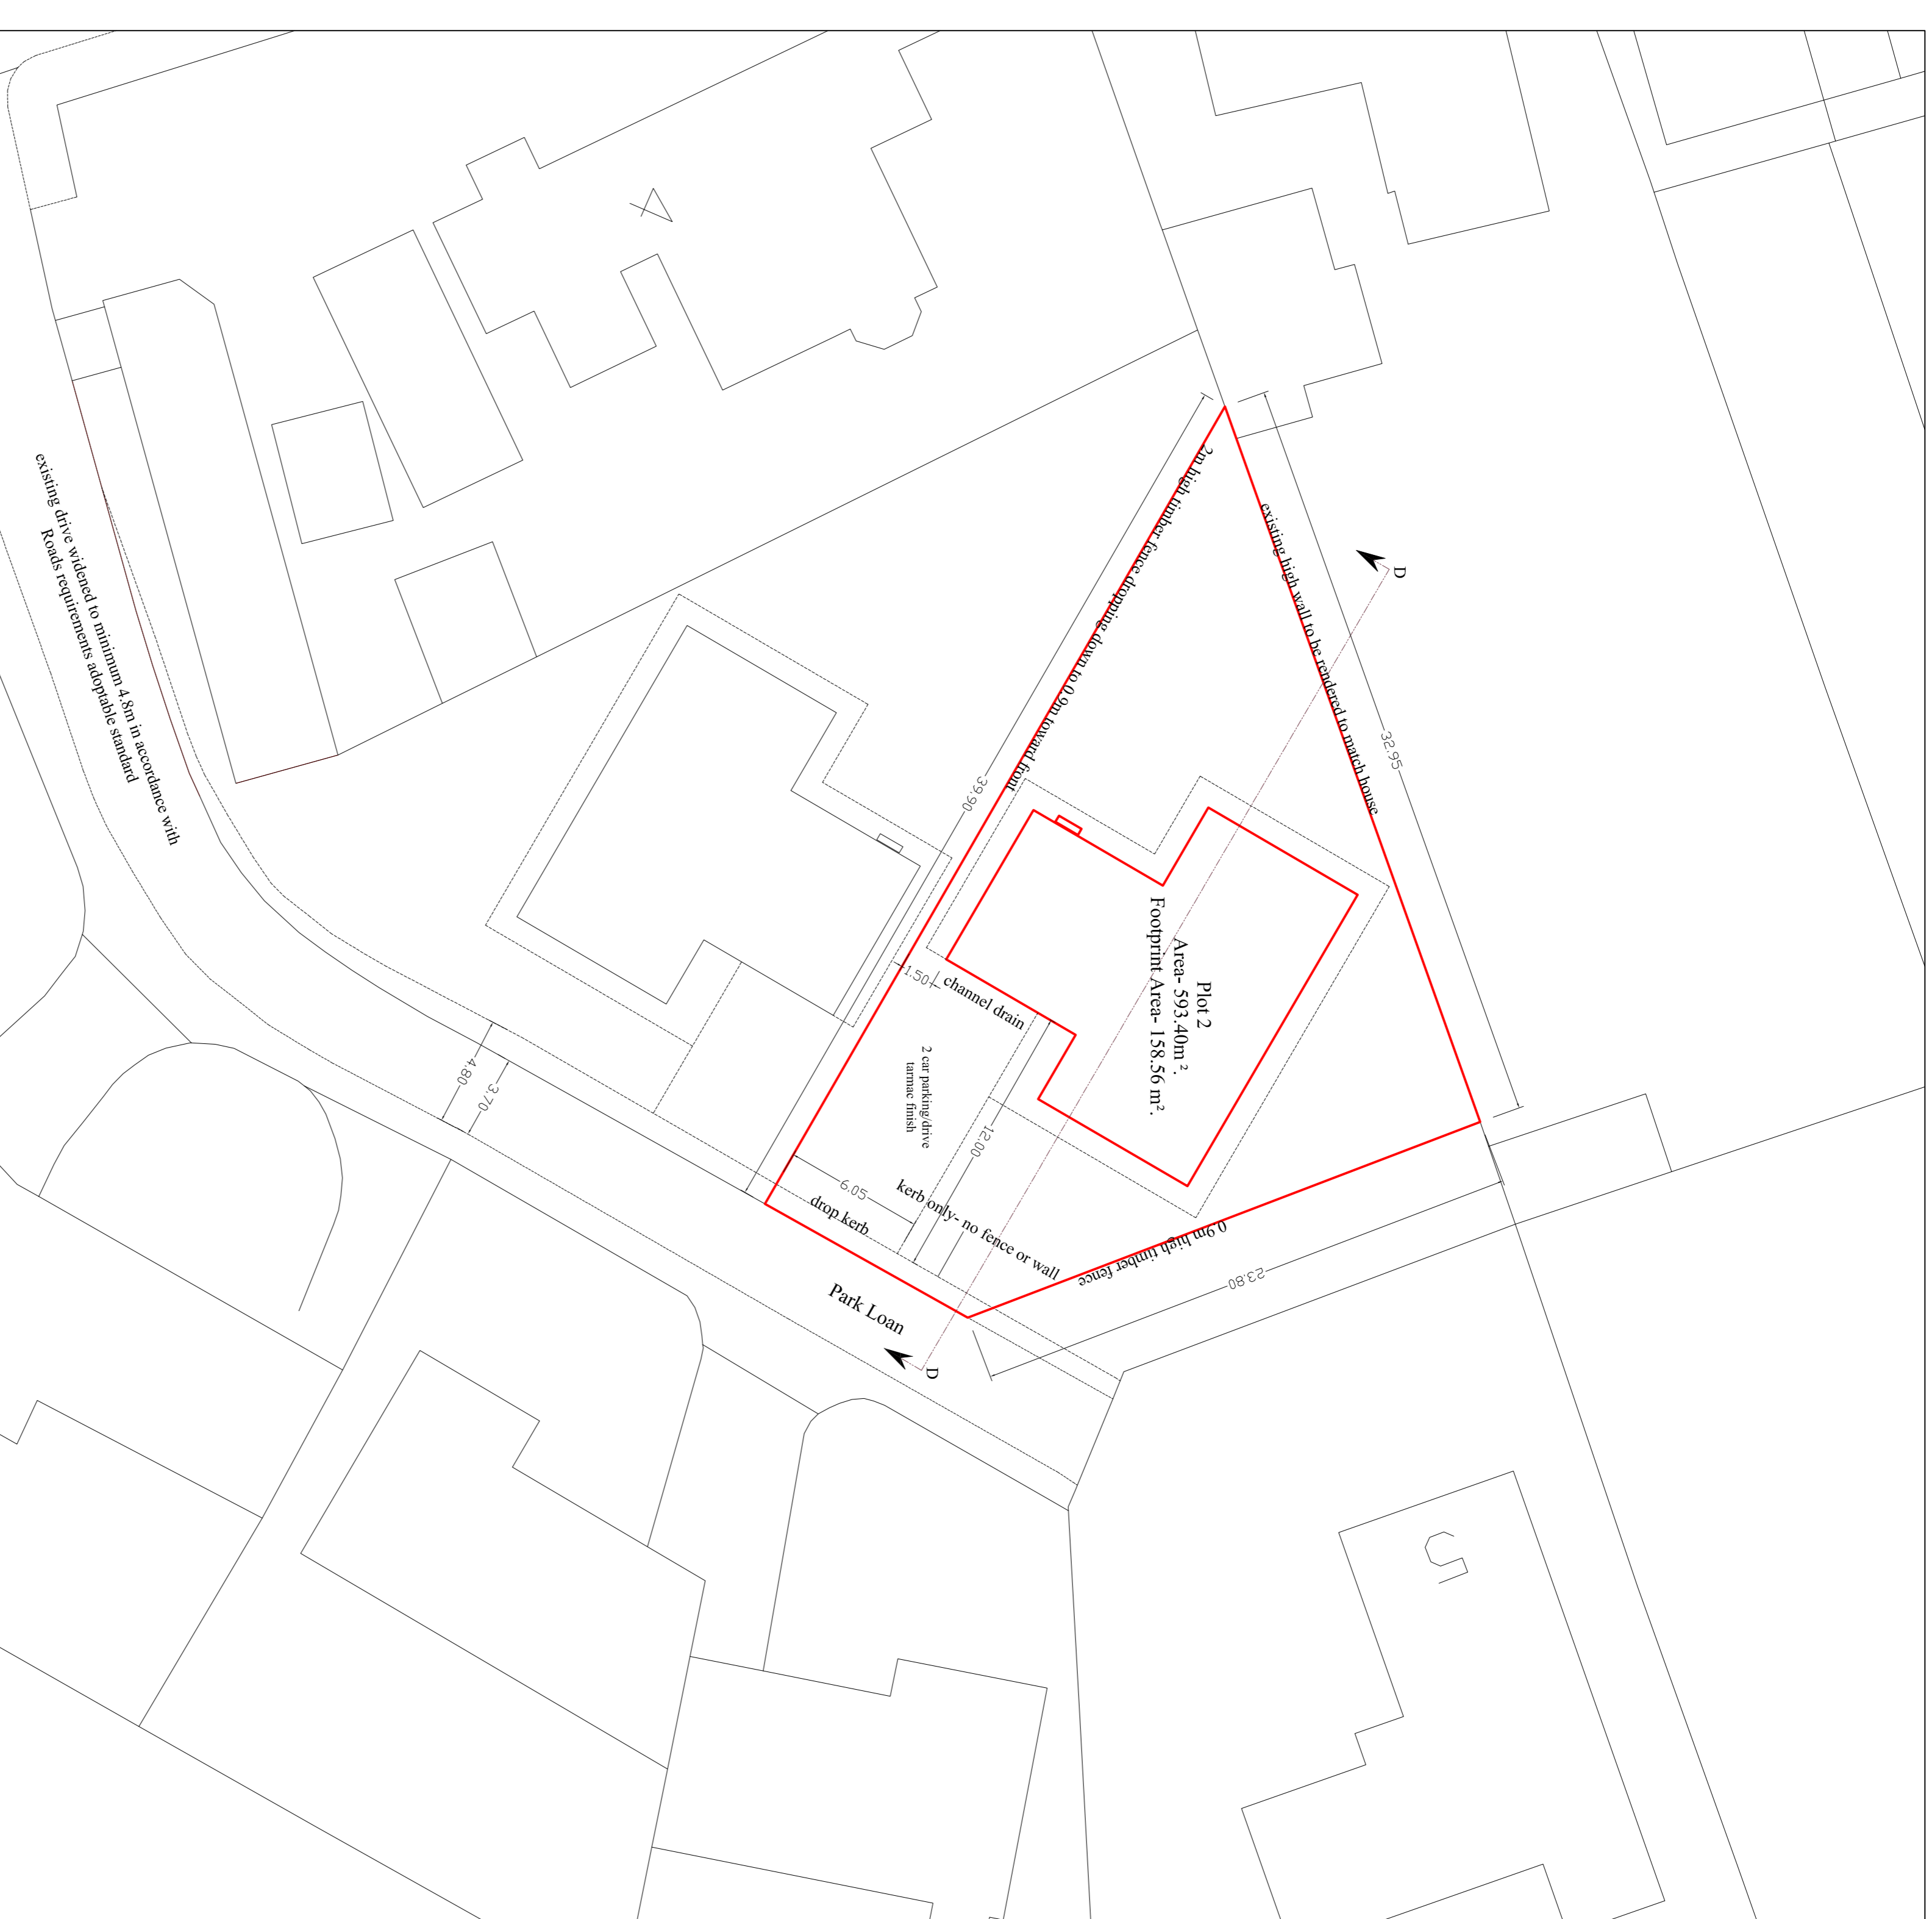 4
existing drive widened to minimum 4.8m in accordance with
Roads requirements adoptable standard
2m high timber fence dropping down to 0.9m toward front
existing high wall to be rendered to match house
D
32.95
39.90
Plot 2
Area- 593.40m².
Footprint Area- 158.56 m².
1.50
channel drain
2 car parking/drive
tarmac finish
12.00
4.80
3.70
6.05
drop kerb
kerb only- no fence or wall
0.9m high timber fence
23.80
Park Loan
D
5